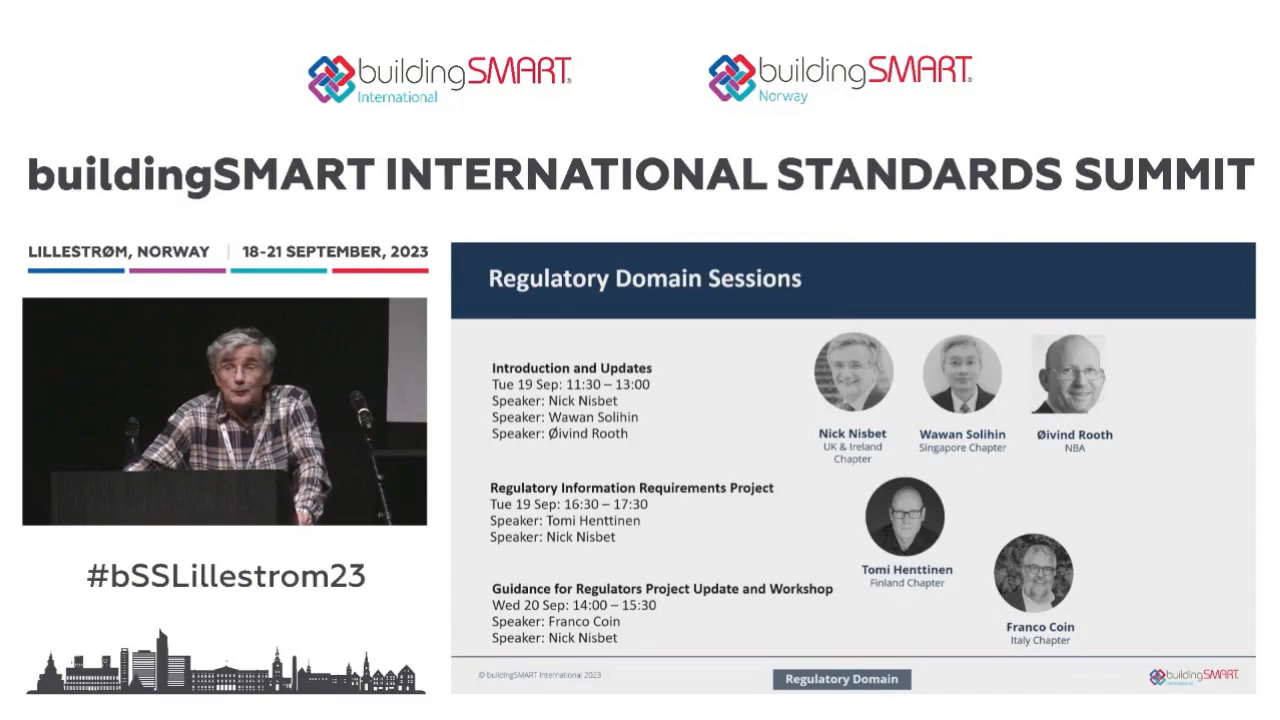 buildingSMART®
International
buildingSMART®
Norway
buildingSMART INTERNATIONAL STANDARDS SUMMIT
LILLESTRØM, NORWAY | 18-21 SEPTEMBER, 2023
Regulatory Domain Sessions
Introduction and Updates
Tue 19 Sep: 11:30 – 13:00
Speaker: Nick Nisbet
Speaker: Wawan Solihin
Speaker: Øivind Rooth
Nick Nisbet
UK & Ireland
Chapter
Wawan Solihin
Singapore Chapter
Øivind Rooth
NBA
Regulatory Information Requirements Project
Tue 19 Sep: 16:30 – 17:30
Speaker: Tomi Henttinen
Speaker: Nick Nisbet
Tomi Henttinen
Finland Chapter
Guidance for Regulators Project Update and Workshop
Wed 20 Sep: 14:00 – 15:30
Speaker: Franco Coin
Speaker: Nick Nisbet
Franco Coin
Italy Chapter
#bSSLillestrom23
© buildingSMART International 2023
Regulatory Domain
buildingSMART
International